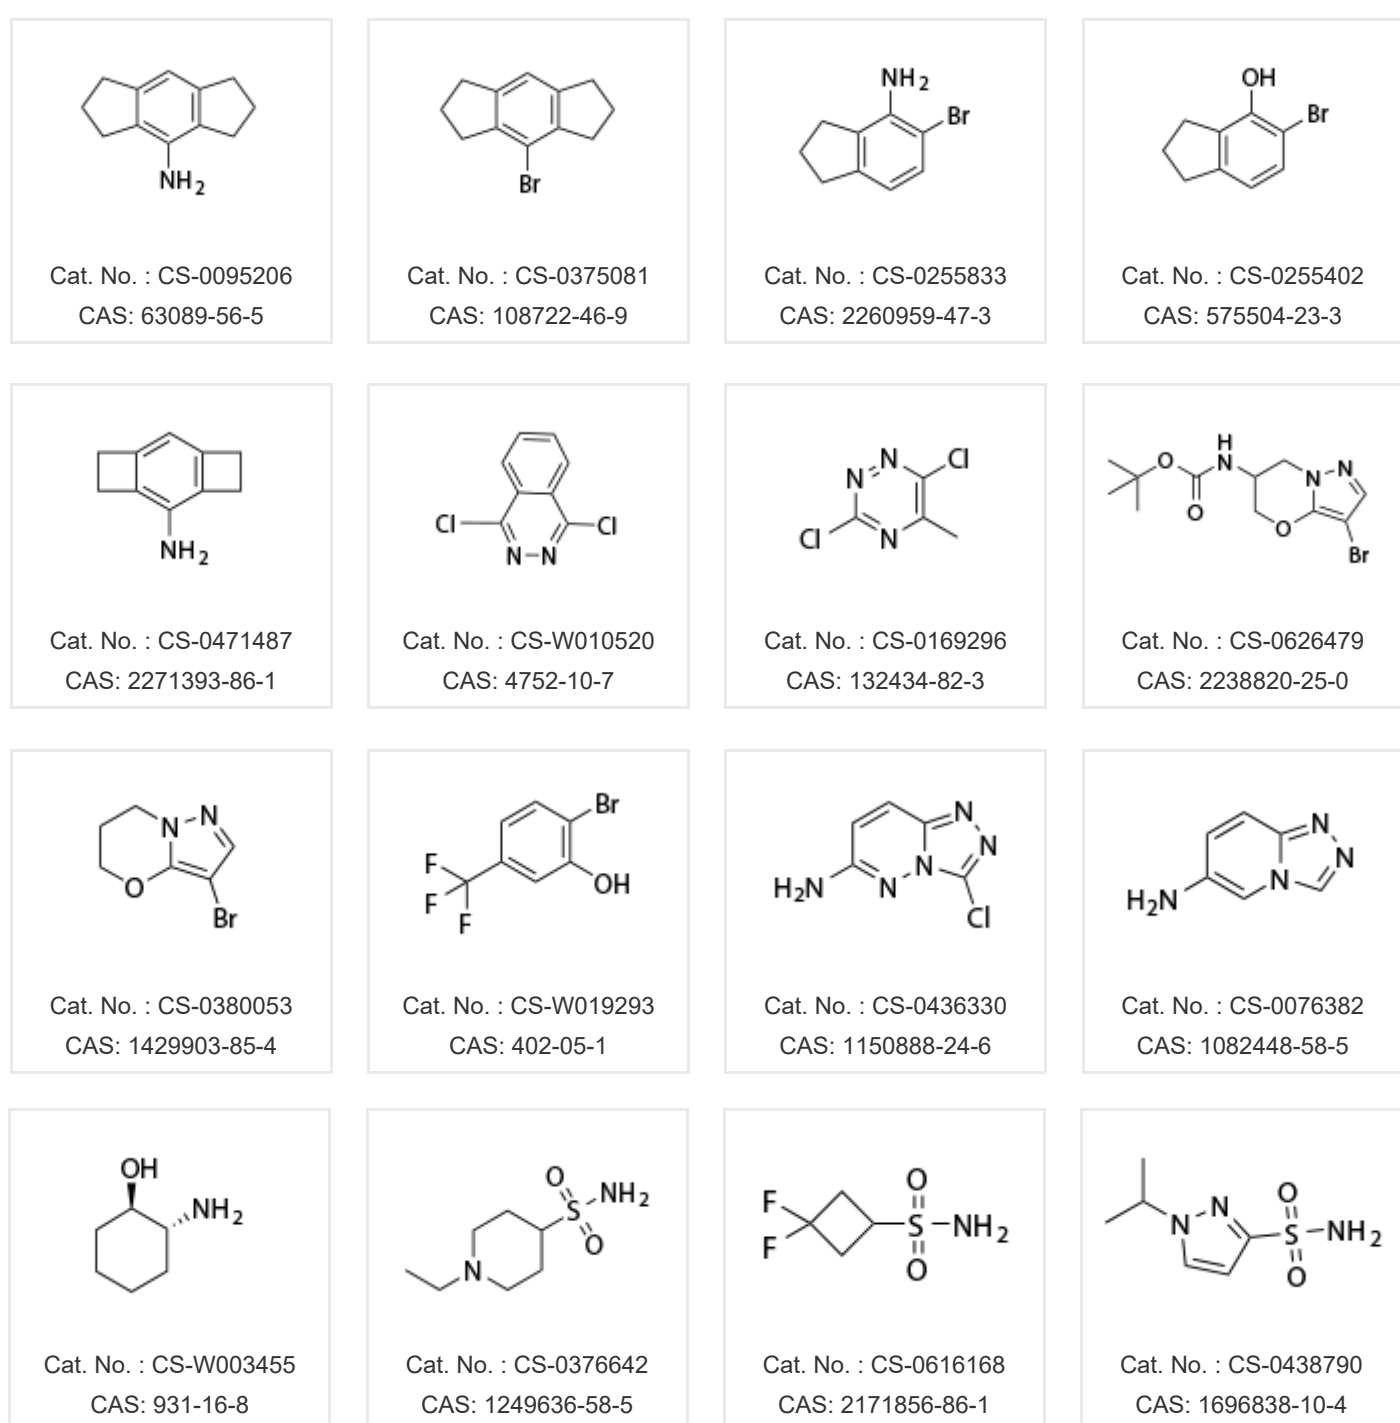 NH2
Br
NH2
Br
OH
Br
Cat. No. : CS-0095206
CAS: 63089-56-5
Cat. No. : CS-0375081
CAS: 108722-46-9
Cat. No. : CS-0255833
CAS: 2260959-47-3
Cat. No. : CS-0255402
CAS: 575504-23-3
NH2
Cl
Cl
N
N
N
N
N
Cl
Cl
O
O
H
N
N
N
O
Br
Cat. No. : CS-0471487
CAS: 2271393-86-1
Cat. No. : CS-W010520
CAS: 4752-10-7
Cat. No. : CS-0169296
CAS: 132434-82-3
Cat. No. : CS-0626479
CAS: 2238820-25-0
N
N
O
Br
Br
OH
F
F
F
N
N
N
N
H2N
Cl
N
N
N
H2N
Cat. No. : CS-0380053
CAS: 1429903-85-4
Cat. No. : CS-W019293
CAS: 402-05-1
Cat. No. : CS-0436330
CAS: 1150888-24-6
Cat. No. : CS-0076382
CAS: 1082448-58-5
OH
NH2
O
S
NH2
O
N
F
F
O
S
NH2
O
N
N
O
S
NH2
O
Cat. No. : CS-W003455
CAS: 931-16-8
Cat. No. : CS-0376642
CAS: 1249636-58-5
Cat. No. : CS-0616168
CAS: 2171856-86-1
Cat. No. : CS-0438790
CAS: 1696838-10-4